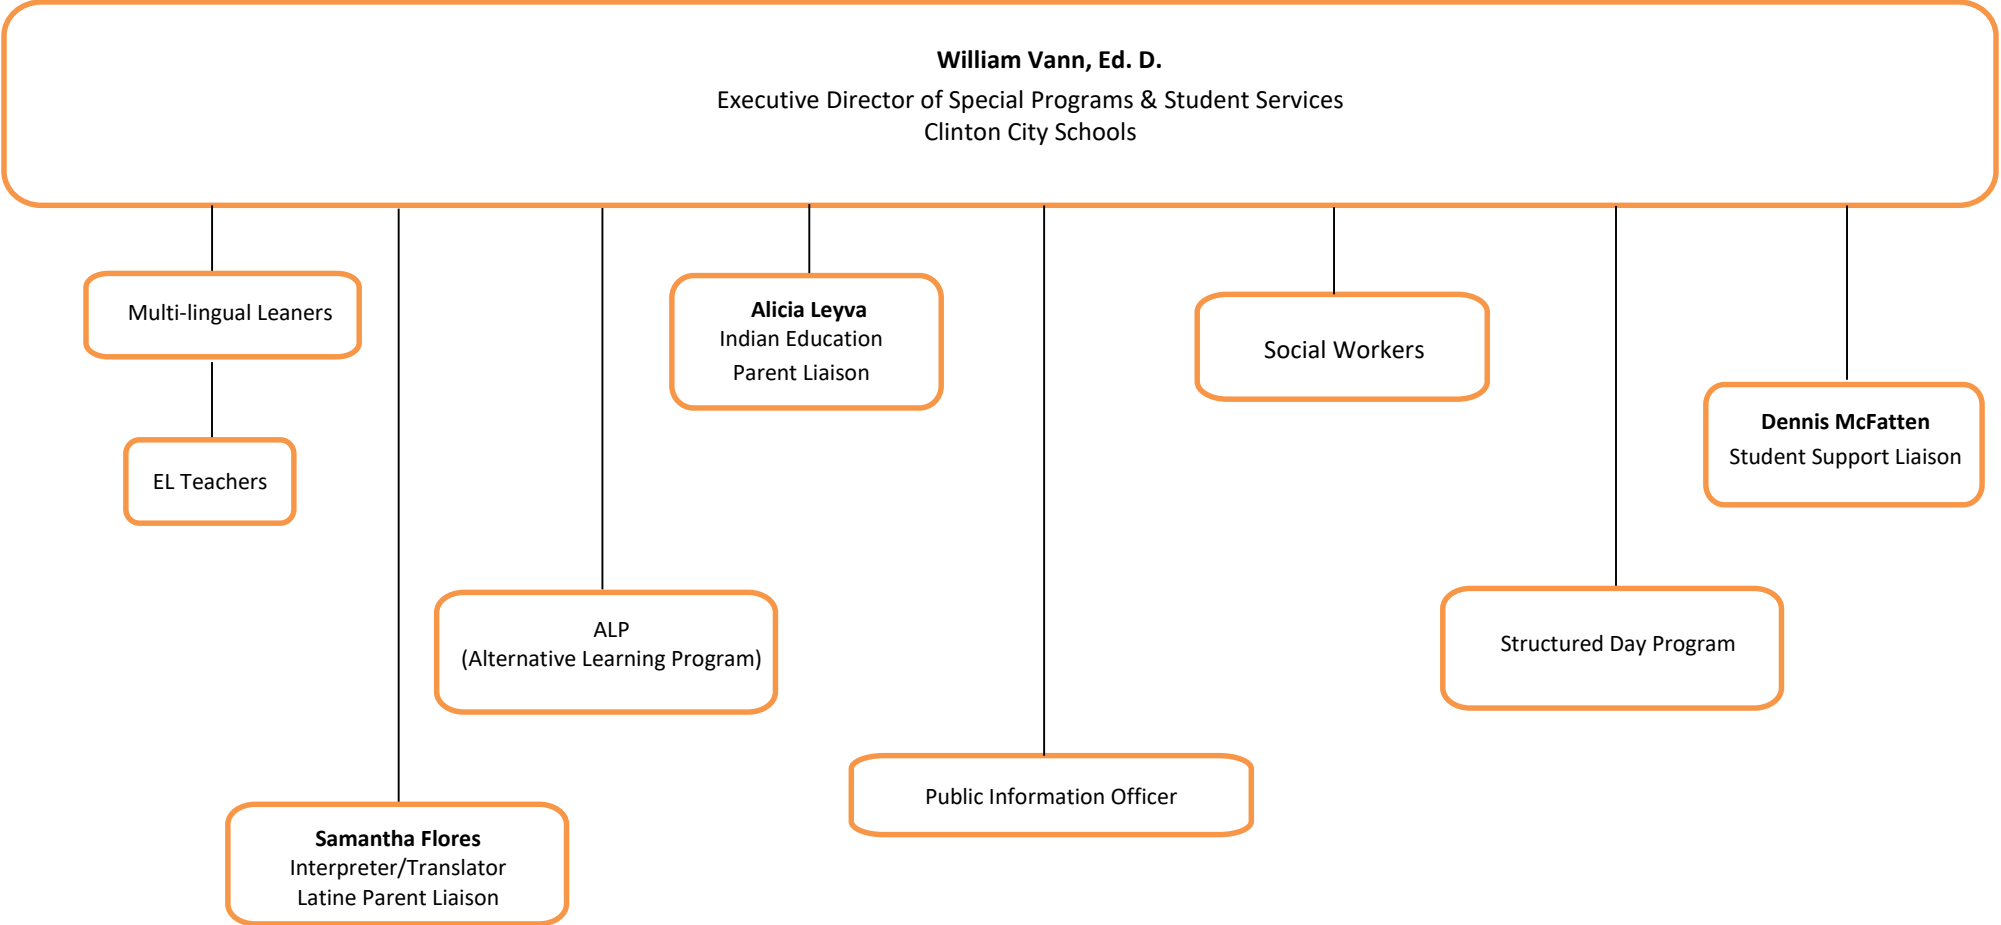 William Vann, Ed. D.
Executive Director of Special Programs & Student Services
Clinton City Schools
Multi-lingual Leaners
EL Teachers
Samantha Flores
Interpreter/Translator
Latine Parent Liaison
ALP
(Alternative Learning Program)
Alicia Leyva
Indian Education
Parent Liaison
Public Information Officer
Social Workers
Structured Day Program
Dennis McFatten
Student Support Liaison